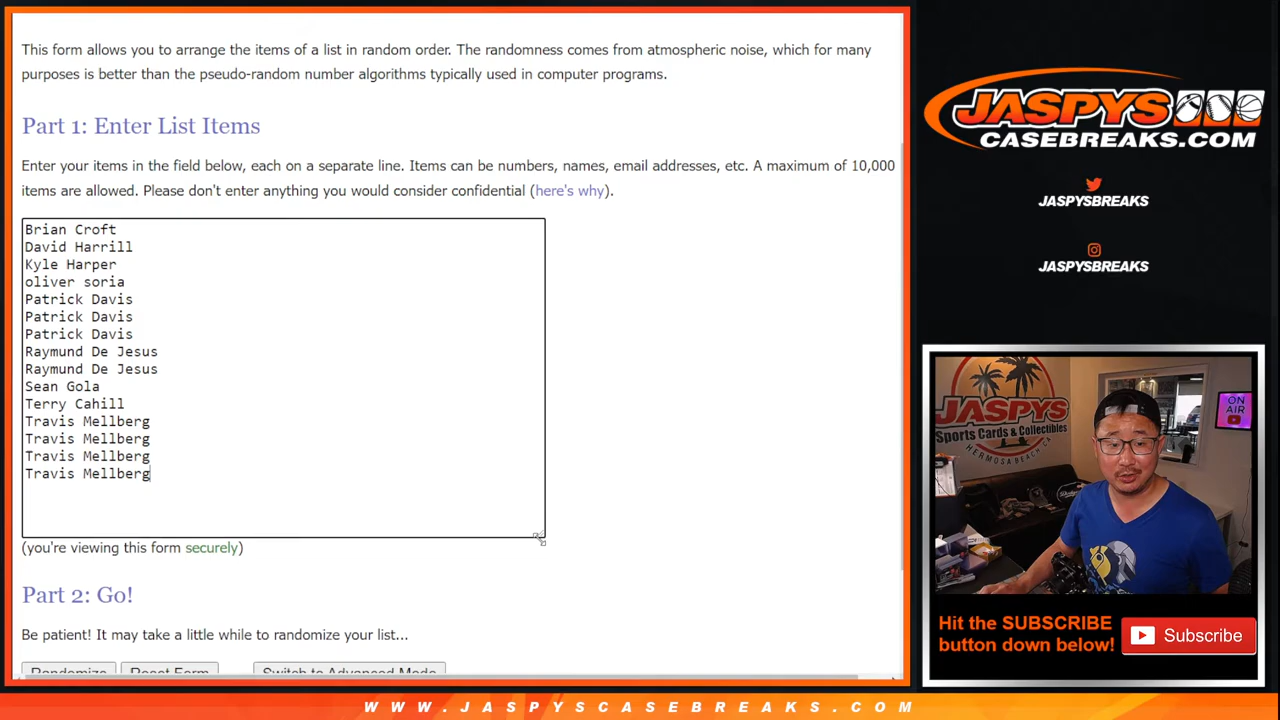 This form allows you to arrange the items of a list in random order. The randomness comes from atmospheric noise, which for many
purposes is better than the pseudo-random number algorithms typically used in computer programs.
Part 1: Enter List Items
Enter your items in the field below, each on a separate line. Items can be numbers, names, email addresses, etc. A maximum of 10,000
items are allowed. Please don't enter anything you would consider confidential (here's why).
Brian Croft
David Harrill
Kyle Harper
oliver soria
Patrick Davis
Patrick Davis
Patrick Davis
Raymund De Jesus
Raymund De Jesus
Sean Gola
Terry Cahill
Travis Mellberg
Travis Mellberg
Travis Mellberg
Travis Mellberg
(you're viewing this form securely)
Part 2: Go!
Be patient! It may take a little while to randomize your list...
Randomize Reset Form Switch to Advanced Mode
JASPYS
CASEBREAKS.COM
JASPYSBREAKS
JASPYSBREAKS
JASPYS
Sports Cards & Collectibles
HERMOSA BEACH CA
ON
AIR
Hit the SUBSCRIBE
button down below!
Subscribe
WWW.JASPYSCASEBREAKS.COM